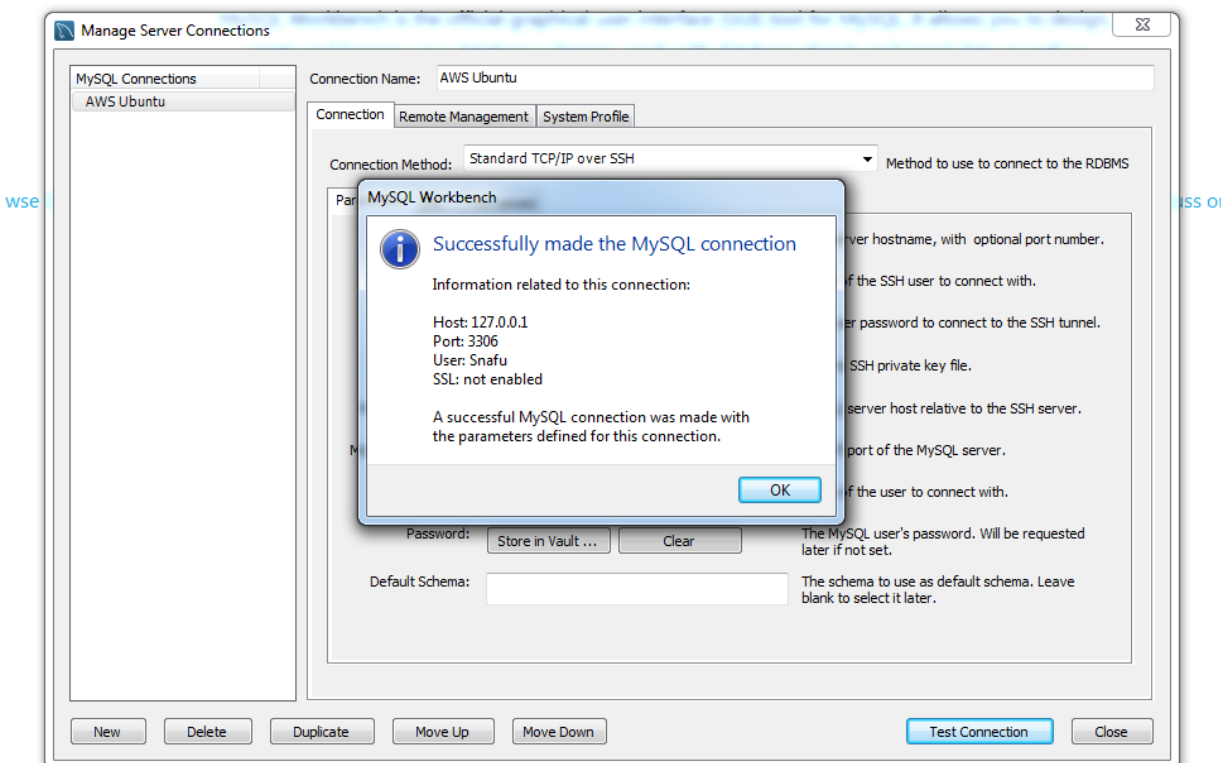 Manage Server Connections
MySQL Connections
AWS Ubuntu
Connection Name: AWS Ubuntu
Connection Remote Management System Profile
Connection Method: Standard TCP/IP over SSH Method to use to connect to the RDBMS
wse
Par
MySQL Workbench
Successfully made the MySQL connection
Information related to this connection:
Host: 127.0.0.1
Port: 3306
User: Snafu
SSL: not enabled
A successful MySQL connection was made with
the parameters defined for this connection.
OK
rver hostname, with optional port number.
f the SSH user to connect with.
er password to connect to the SSH tunnel.
SSH private key file.
server host relative to the SSH server.
M
port of the MySQL server.
f the user to connect with.
Password: Store in Vault ... Clear
The MySQL user's password. Will be requested
later if not set.
Default Schema:
The schema to use as default schema. Leave
blank to select it later.
New Delete Duplicate Move Up Move Down Test Connection Close